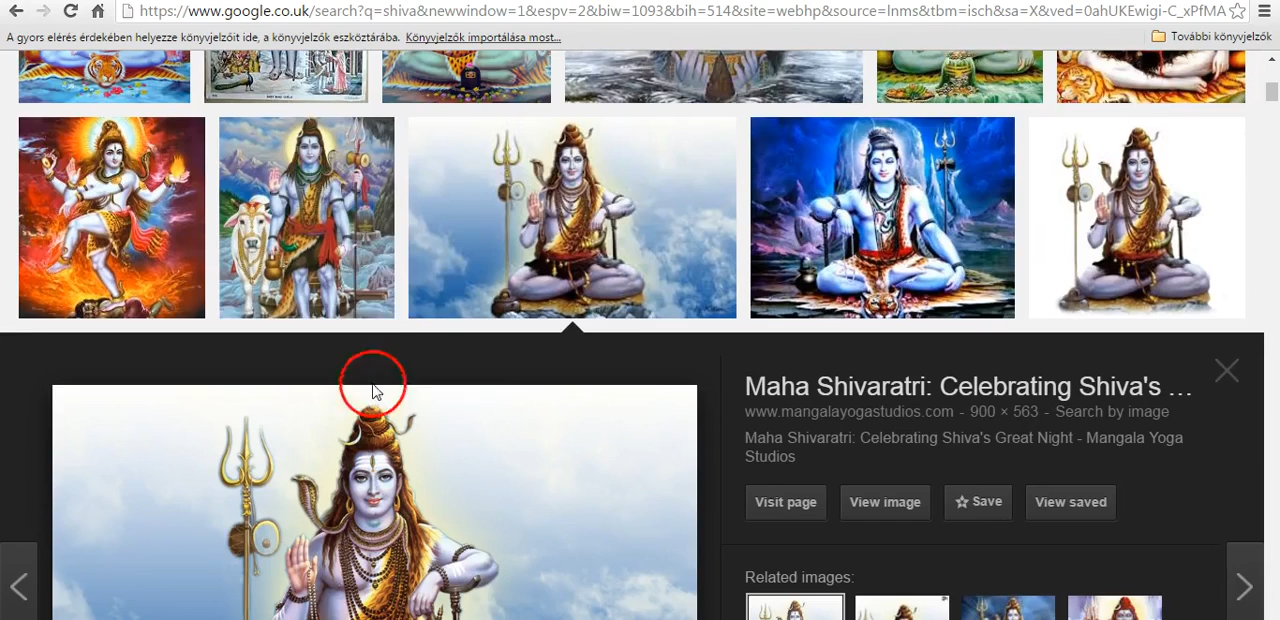 https://www.google.co.uk/search?q=shiva&newwindow=1&espv=2&biw=1093&bih=514&site=webhp&source=lnms&tbm=isch&sa=X&ved=0ahUKEwigi-C_xPfMA
A gyors elérés érdekében helyezze könyvjelzőit ide, a könyvjelzők eszköztárába. Könyvjelzők importálása most... További könyvjelzők
Maha Shivaratri: Celebrating Shiva's ...
www.mangalayogastudios.com - 900 × 563 - Search by image
Maha Shivaratri: Celebrating Shiva's Great Night - Mangala Yoga
Studios
Visit page View image Save View saved
Related images: